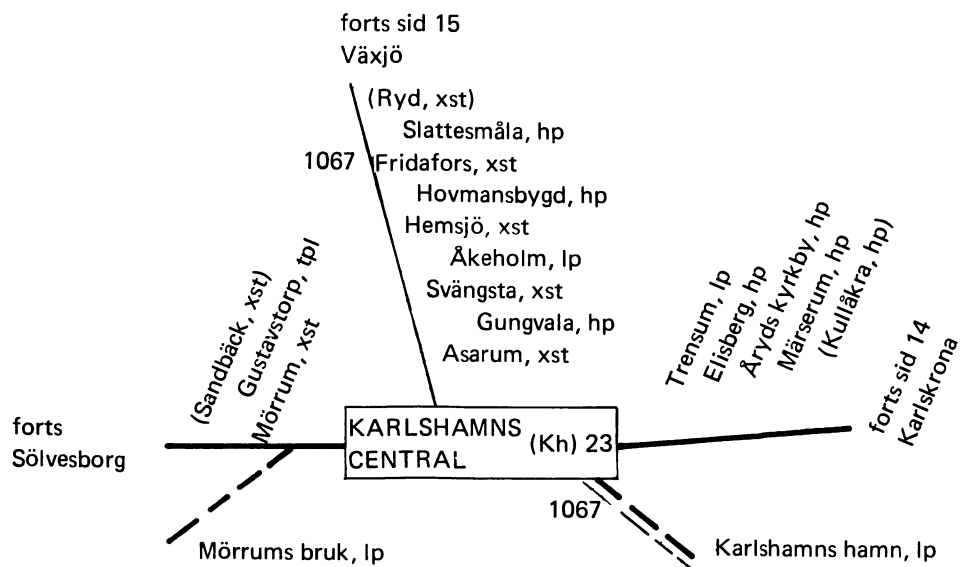 forts sid 15
Växjö
(Ryd, xst)
Slattesmåla, hp
1067
Fridafors, xst
Hovmansbygd, hp
Hemsjö, xst
Åkeholm, lp
Svängsta, xst
Gungvala, hp
Asarum, xst
(Sandbäck, xst)
Gustavstorp, tpl
Mörrum, xst
Trensum, lp
Elisberg, hp
Åryds kyrkby, hp
Märserum, hp
(Kullåkra, hp)
forts sid 14
Karlskrona
forts
Sölvesborg
KARLSHAMNS
CENTRAL
(Kh) 23
1067
Mörrums bruk, lp
Karlshamns hamn, lp